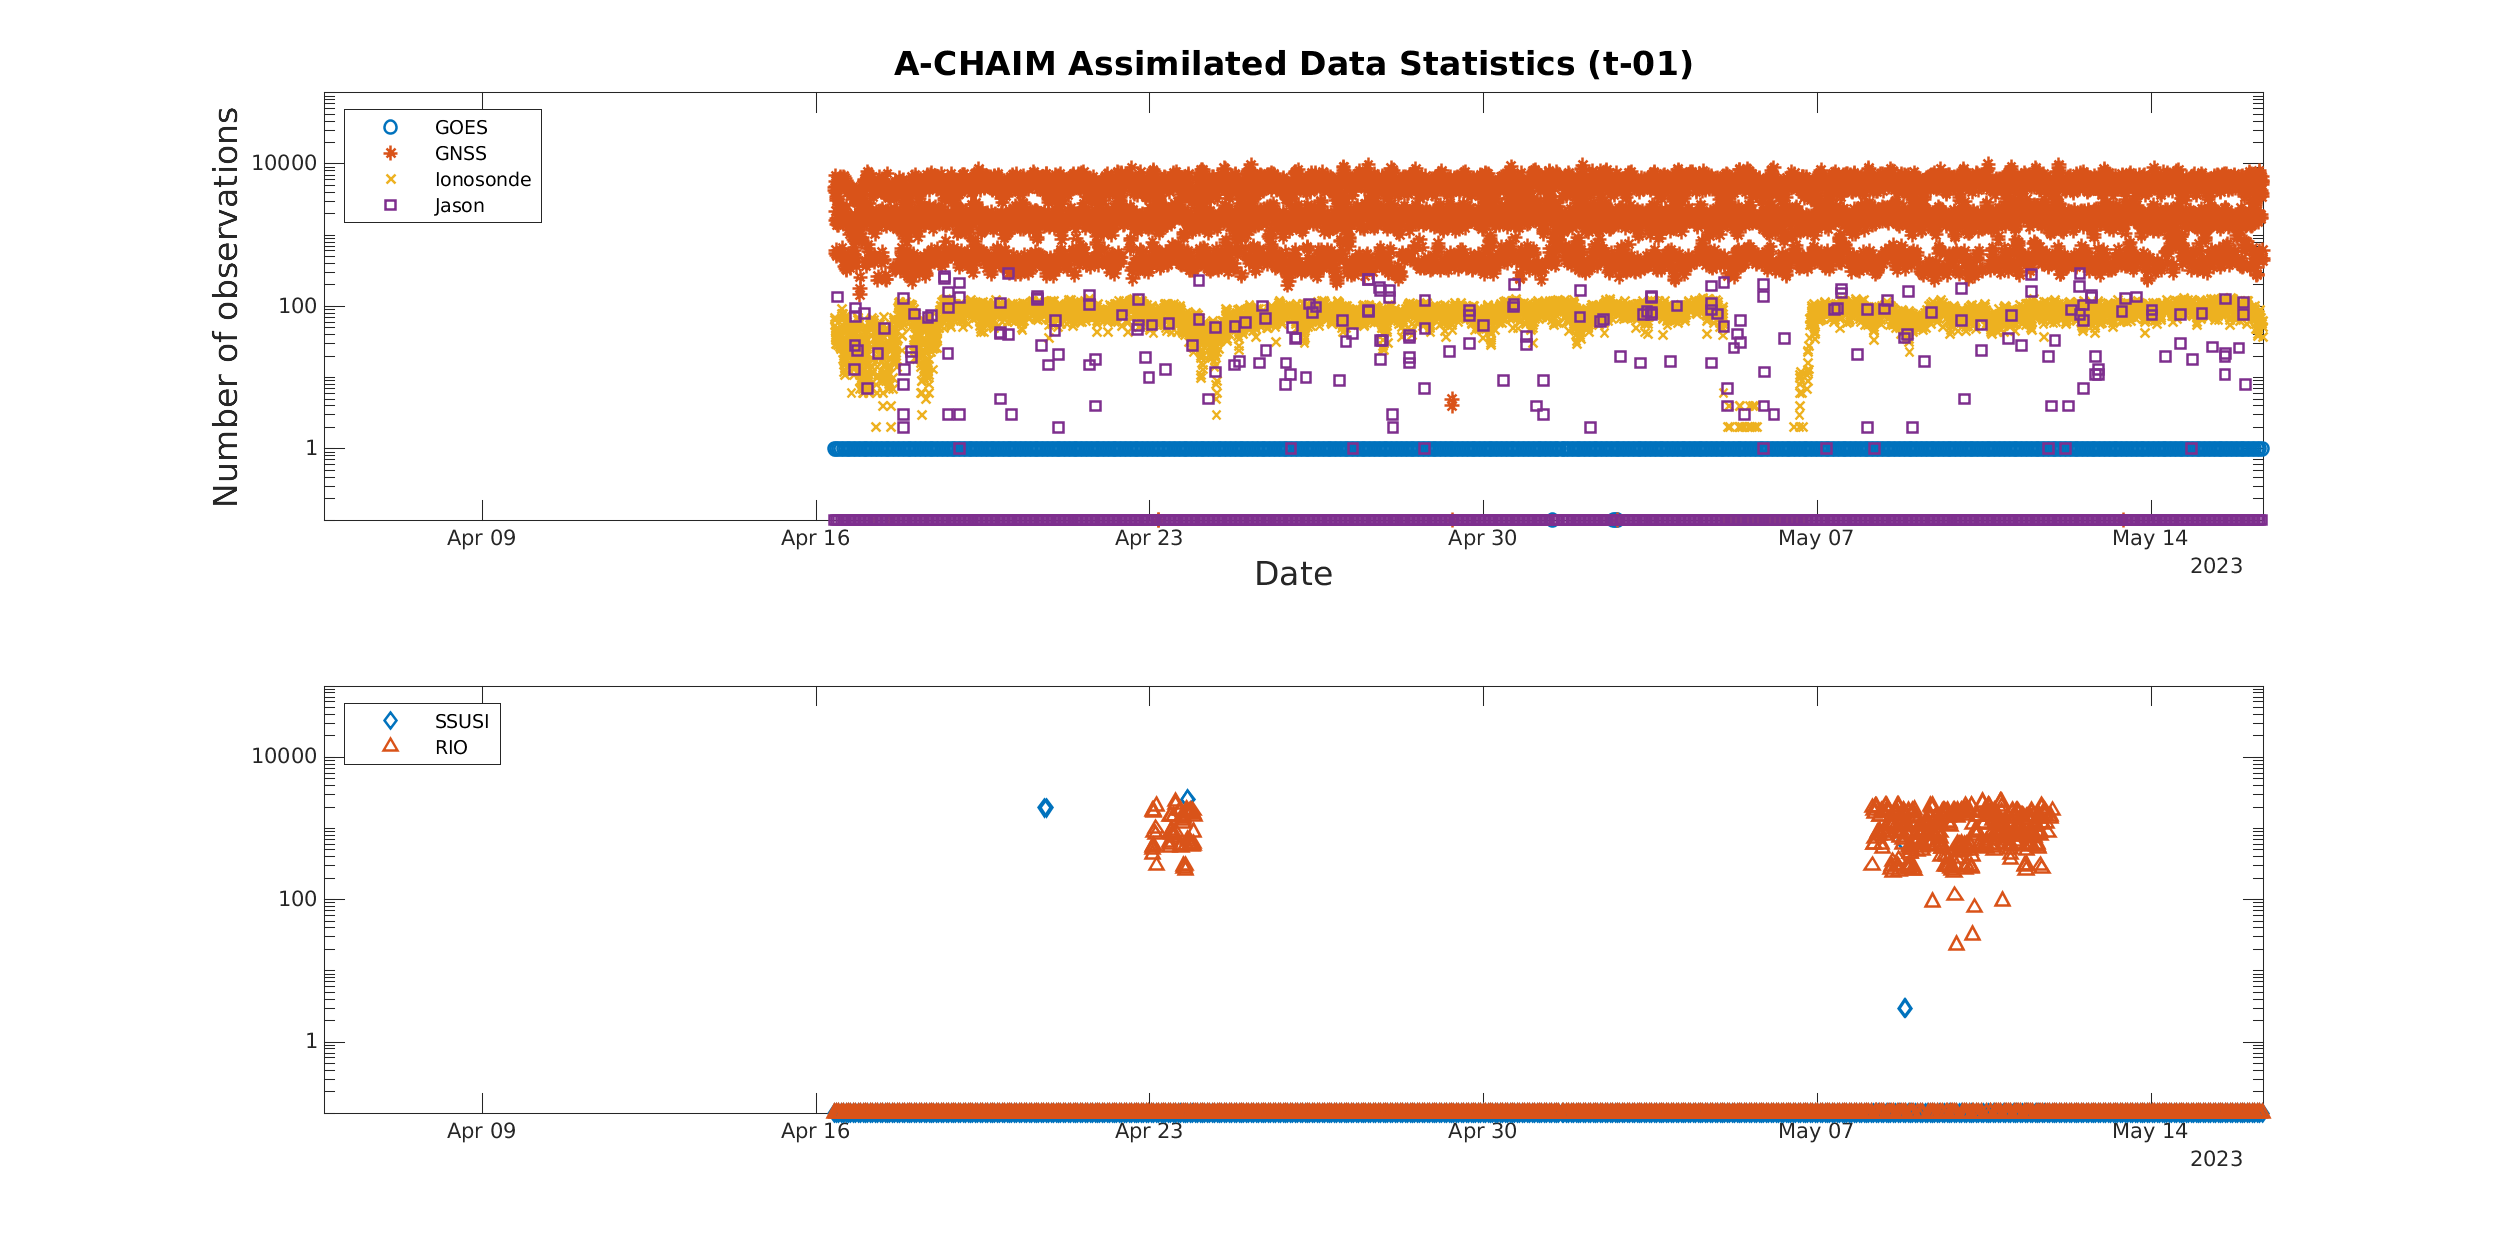 A-CHAIM Assimilated Data Statistics (t-01)
Number of observations
10000
100
1
GOES
GNSS
Ionosonde
Jason
Apr 09 Apr 16 Apr 23 Apr 30 May 07 May 14
2023
Date
10000
100
1
SSUSI
RIO
Apr 09 Apr 16 Apr 23 Apr 30 May 07 May 14
2023